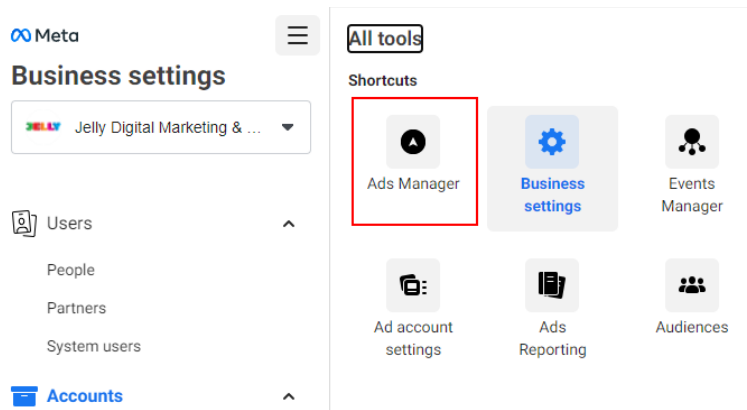 Meta
Business settings
JELLY Jelly Digital Marketing & ...
Users
People
Partners
System users
Accounts
All tools
Shortcuts
Ads Manager
Business
settings
Events
Manager
Ad account
settings
Ads
Reporting
Audiences